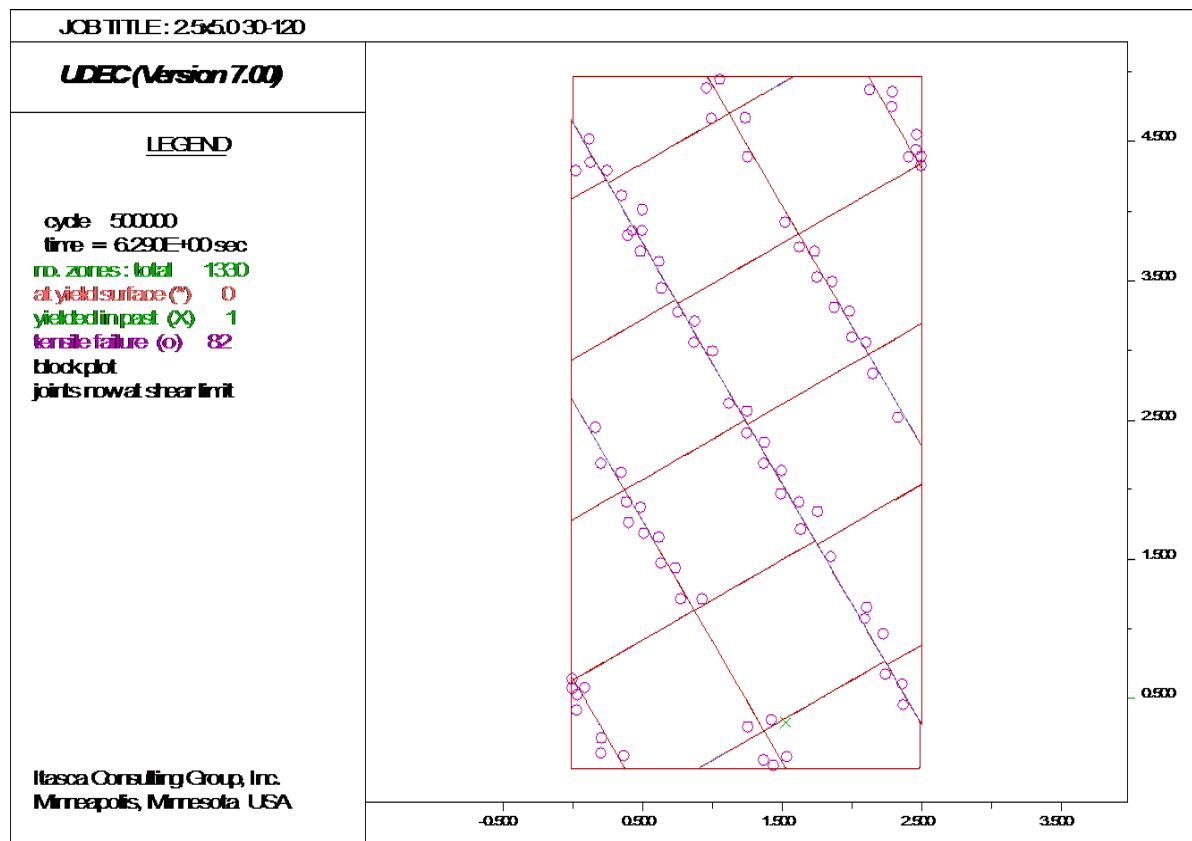 JOB TITLE : 2.5x5.0 30-120
UDEC (Version 7.00)
LEGEND
cycle 500000
time = 6.290E+00 sec
no. zones : total 1330
at yield surface (*) 0
yielded in past (X) 1
tensile failure (o) 82
block plot
joints now at shear limit
Itasca Consulting Group, Inc.
Minneapolis, Minnesota USA
4.500
3.500
2.500
1.500
0.500
-0.500 0.500 1.500 2.500 3.500